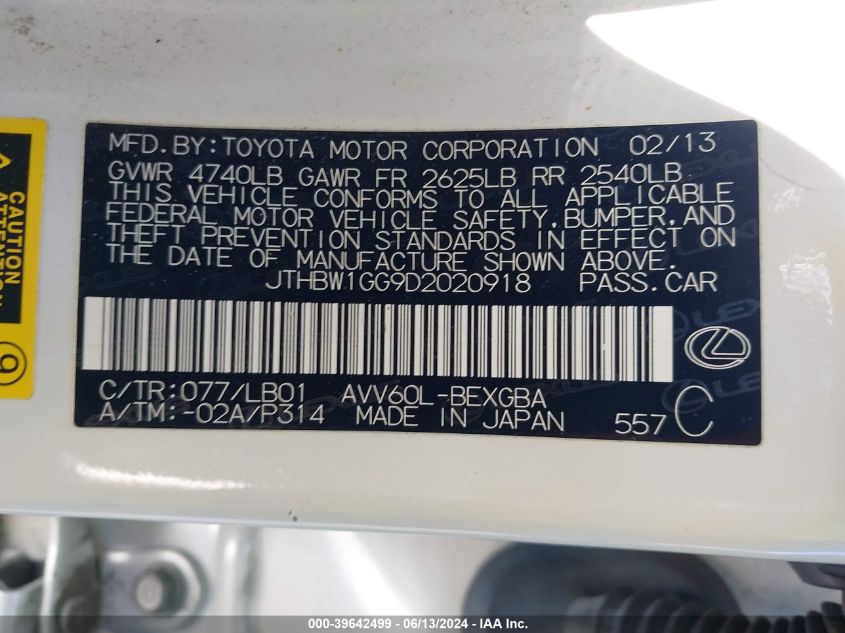 MFD.BY:TOYOTA MOTOR CORPORATION 02/13
GVWR 4740LB GAWR FR 2625LB RR 2540LB
THIS VEHICLE CONFORMS TO ALL APPLICABLE
FEDERAL MOTOR VEHICLE SAFETY,BUMPER,AND
THEFT PREVENTION STANDARDS IN EFFECT ON
THE DATE OF MANUFACTURE SHOWN ABOVE.
JTHBW1GG9D2020918 PASS.CAR
C/TR:077/LB01 AVV60L-BEXGBA
A/TM:-02A/P314 MADE IN JAPAN 557 C
CAUTION
ATTENTION
9
000-39642499 - 06/13/2024 - IAA Inc.